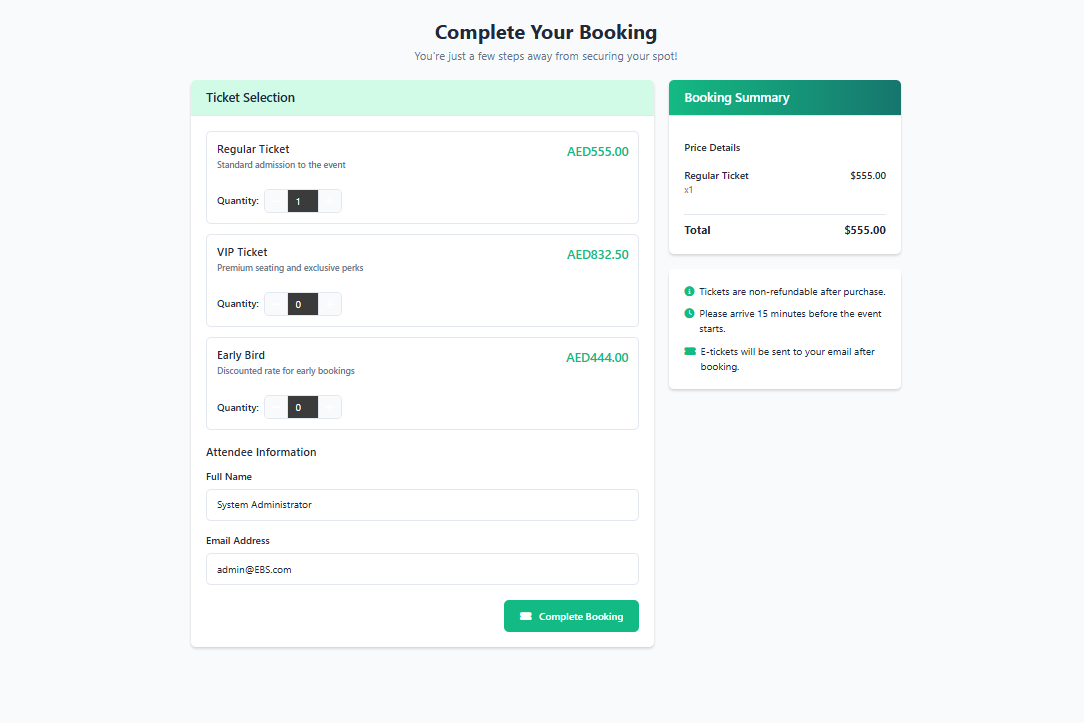 Complete Your Booking
You're just a few steps away from securing your spot!
Ticket Selection
Regular Ticket
AED555.00
Standard admission to the event
Quantity:
1
VIP Ticket
AED832.50
Premium seating and exclusive perks
Quantity:
0
Early Bird
AED444.00
Discounted rate for early bookings
Quantity:
0
Attendee Information
Full Name
System Administrator
Email Address
admin@EBS.com
Complete Booking
Booking Summary
Price Details
Regular Ticket
$555.00
x1
Total
$555.00
Tickets are non-refundable after purchase.
Please arrive 15 minutes before the event
starts.
E-tickets will be sent to your email after
booking.